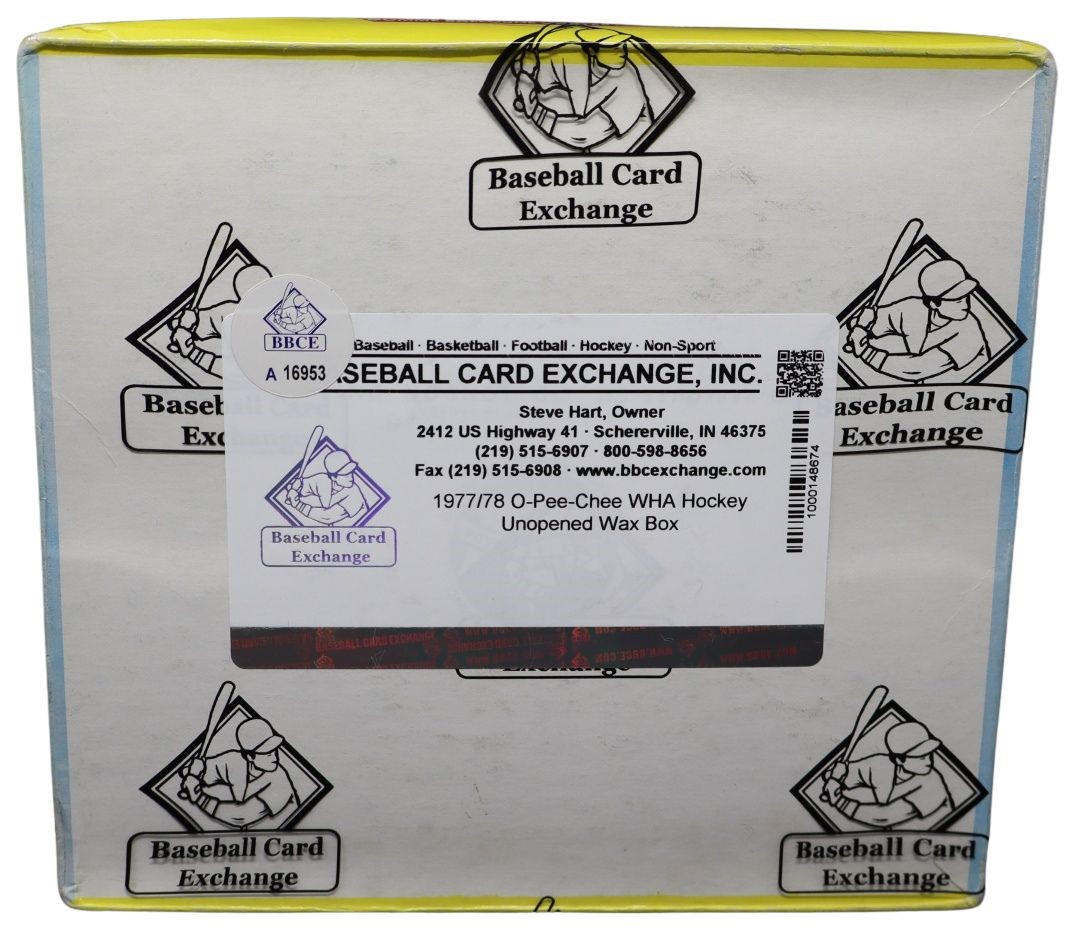 Baseball Card
Exchange
BBCE
A 16953
Baseball · Basketball · Football · Hockey · Non-Sport
ASEBALL CARD EXCHANGE, INC.
Steve Hart, Owner
2412 US Highway 41 · Schererville, IN 46375
(219) 515-6907 · 800-598-8656
Fax (219) 515-6908 · www.bbcexchange.com
1977/78 O-Pee-Chee WHA Hockey
Unopened Wax Box
1000148674
Baseball Card
Exchange
Baseball Card
Exchange
aseball Card
Exchange
BASEBALL CARD EXCHANGE
Exchange
Baseball Card
Exchange
Baseball Card
Exchange